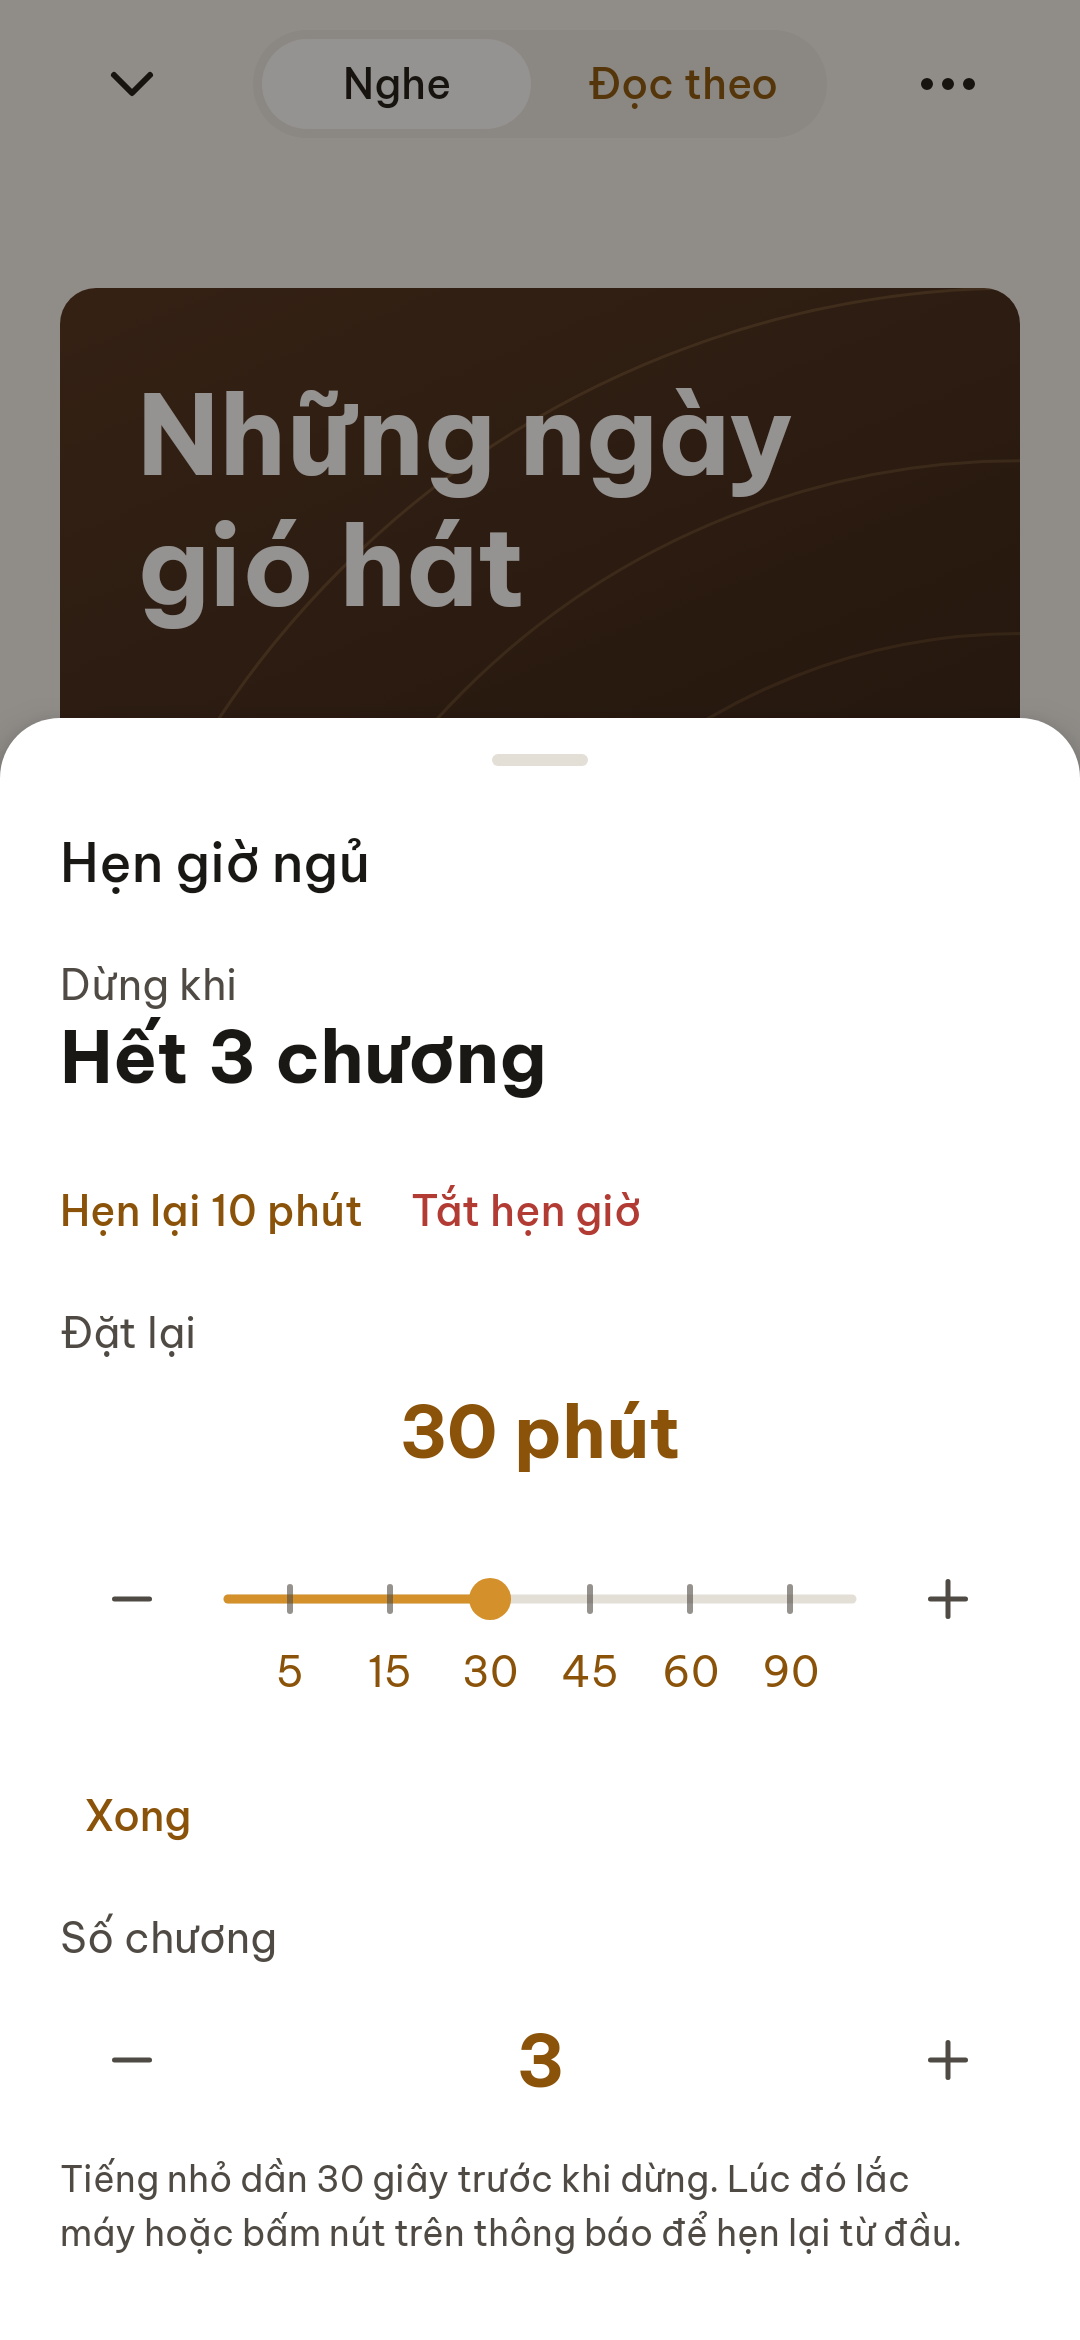 Nghe
Đọc theo
Những ngày
gió hát
Hẹn giờ ngủ
Dừng khi
Hết 3 chương
Hẹn lại 10 phút
Tắt hẹn giờ
Đặt lại
30 phút
5 15 30 45 60 90
Xong
Số chương
3
Tiếng nhỏ dần 30 giây trước khi dừng. Lúc đó lắc
máy hoặc bấm nút trên thông báo để hẹn lại từ đầu.